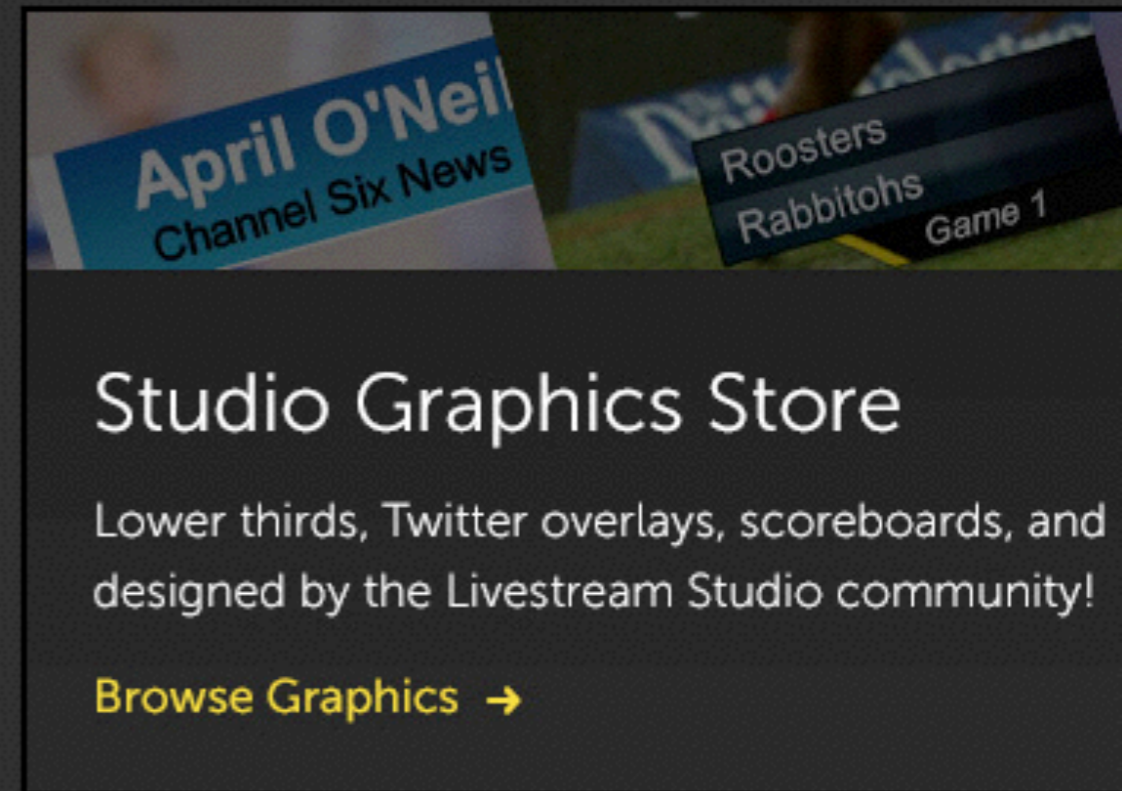 April O'Neil
Channel Six News
Roosters
Rabbitohs
Game 1
Studio Graphics Store
Lower thirds, Twitter overlays, scoreboards, and
designed by the Livestream Studio community!
Browse Graphics →